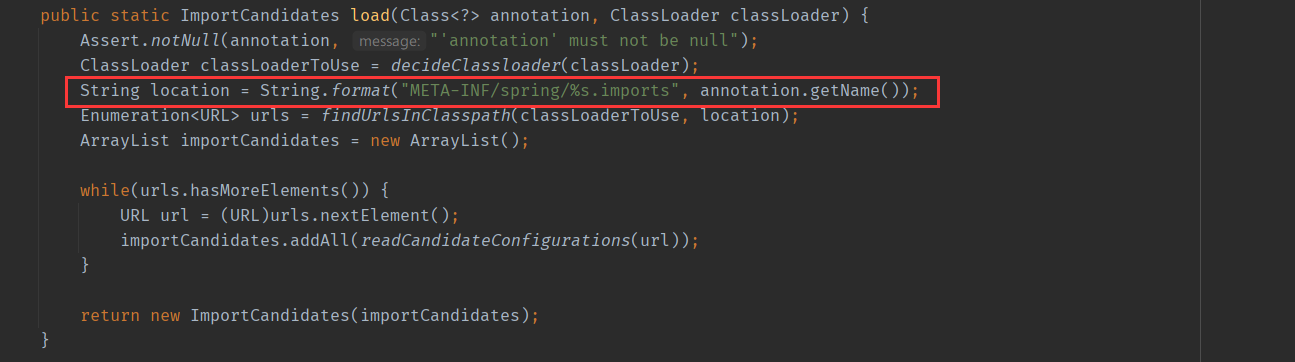 public static ImportCandidates load(Class<?> annotation, ClassLoader classLoader) {
    Assert.notNull(annotation, message: "'annotation' must not be null");
    ClassLoader classLoaderToUse = decideClassloader(classLoader);
    String location = String.format("META-INF/spring/%s.imports", annotation.getName());
    Enumeration<URL> urls = findUrlsInClasspath(classLoaderToUse, location);
    ArrayList importCandidates = new ArrayList();

    while(urls.hasMoreElements()) {
        URL url = (URL)urls.nextElement();
        importCandidates.addAll(readCandidateConfigurations(url));
    }

    return new ImportCandidates(importCandidates);
}